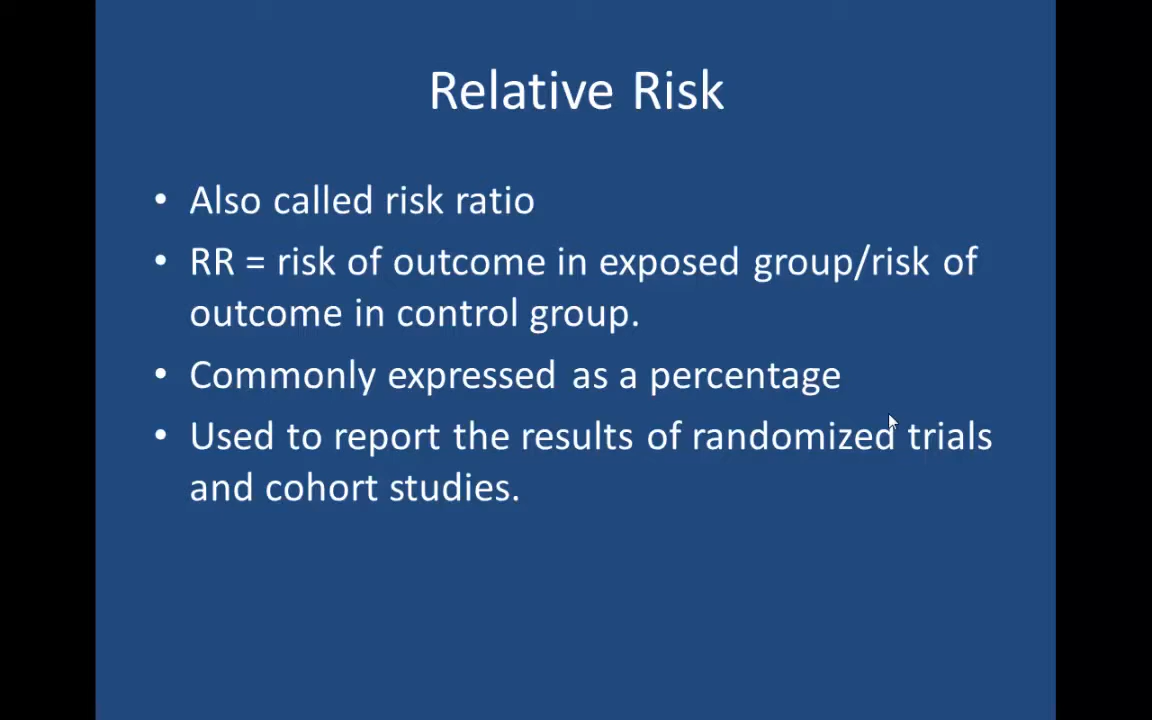 Relative Risk
• Also called risk ratio
• RR = risk of outcome in exposed group/risk of
outcome in control group.
• Commonly expressed as a percentage
• Used to report the results of randomized trials
and cohort studies.